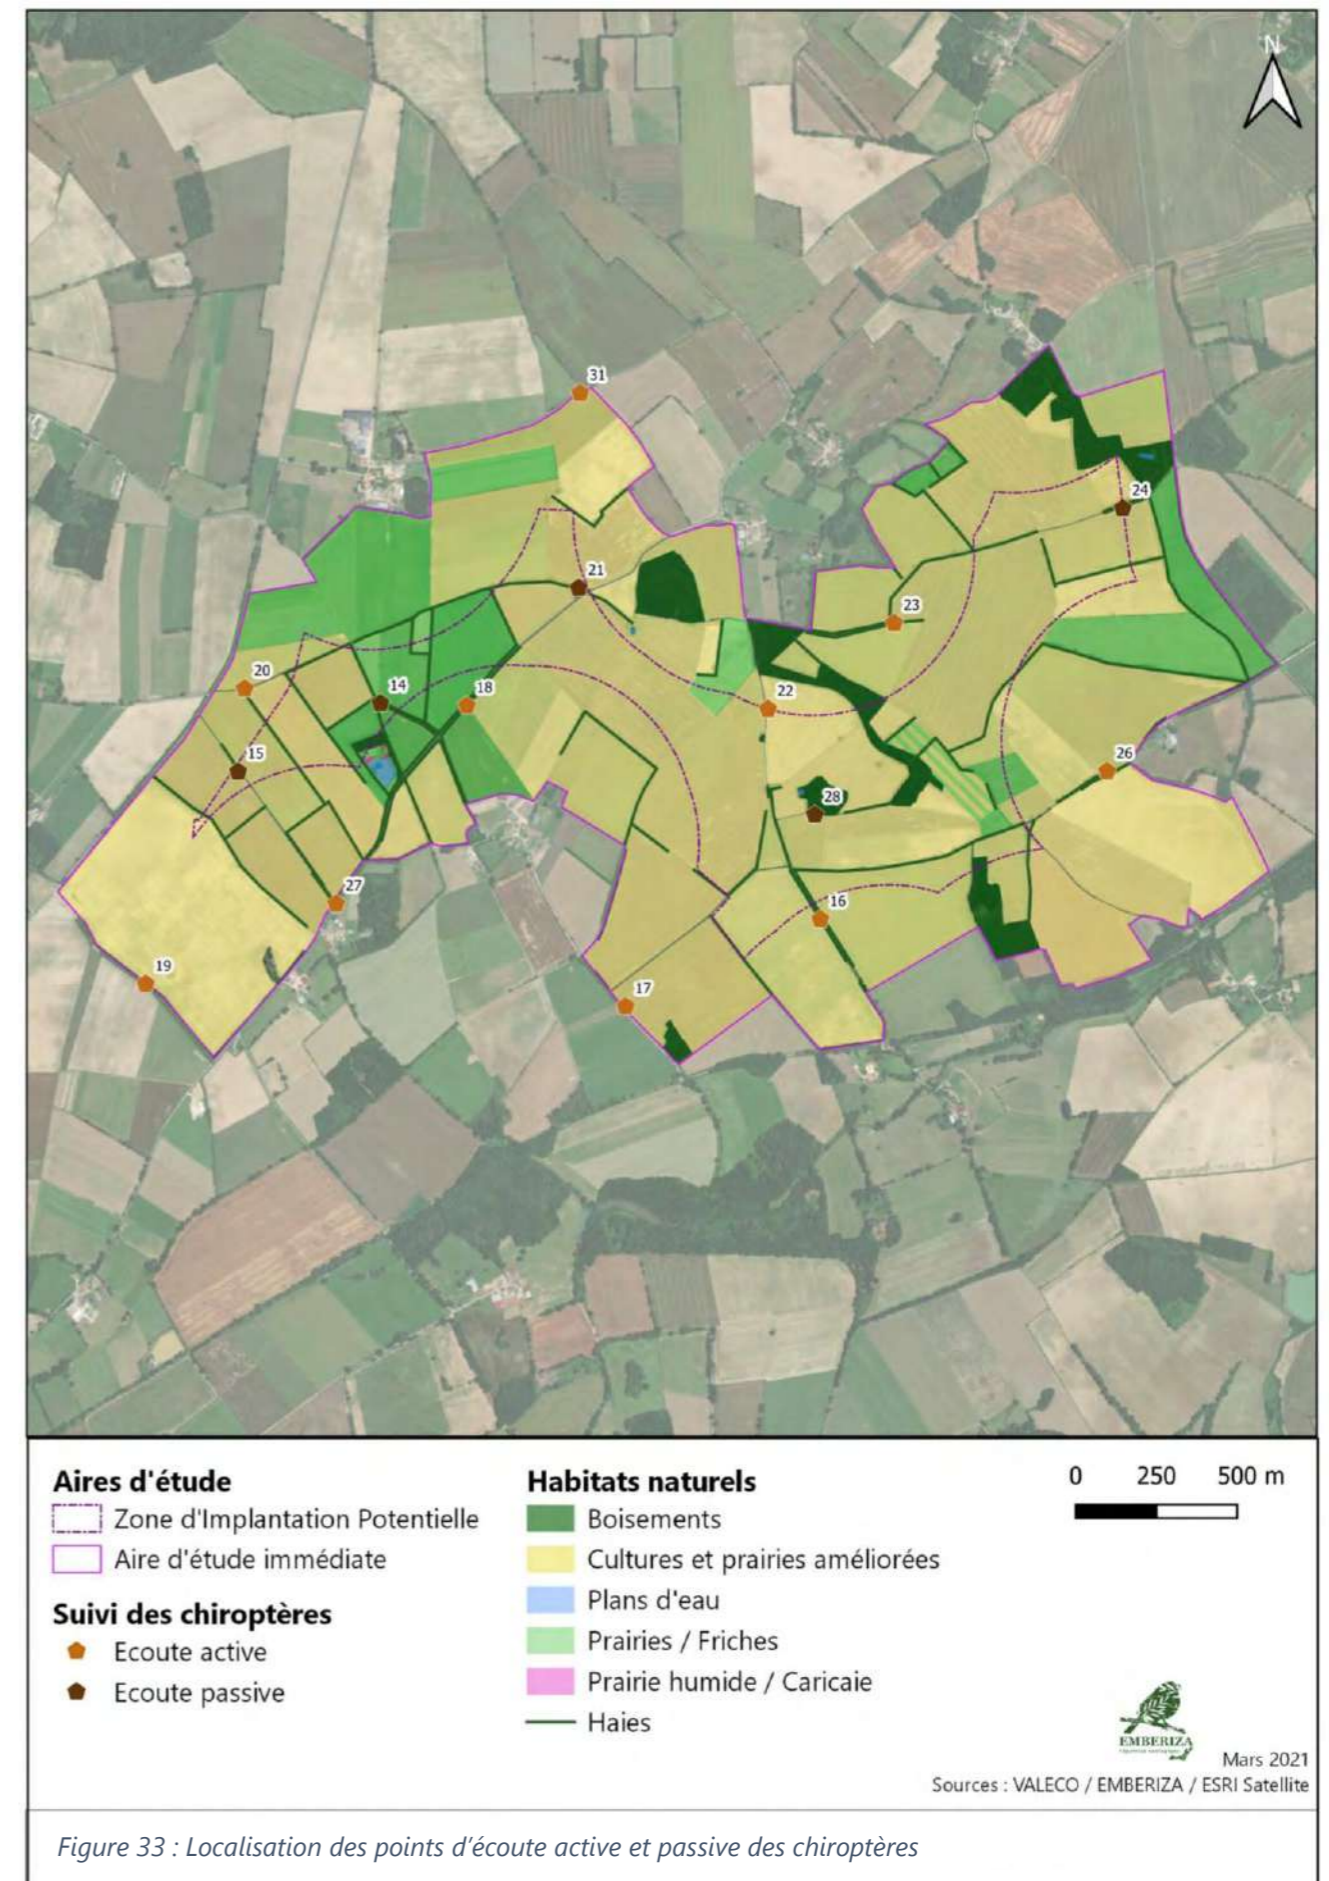 N
31
24
21
23
20
14
18
22
15
26
28
27
16
19
17
Aires d'étude
Zone d'Implantation Potentielle
Aire d'étude immédiate
Suivi des chiroptères
Ecoute active
Ecoute passive
Habitats naturels
Boisements
Cultures et prairies améliorées
Plans d'eau
Prairies / Friches
Prairie humide / Caricaie
Haies
0 250 500 m
EMBERIZA
Mars 2021
Sources : VALECO / EMBERIZA / ESRI Satellite
Figure 33 : Localisation des points d’écoute active et passive des chiroptères